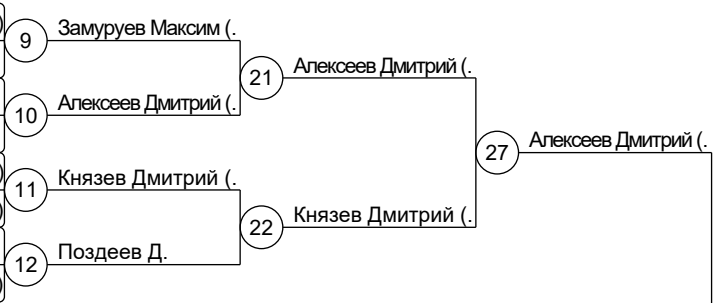 9 Замуруев Максим (.
21 Алексеев Дмитрий (.
10 Алексеев Дмитрий (.
27 Алексеев Дмитрий (.
11 Князев Дмитрий (.
22 Князев Дмитрий (.
12 Поздеев Д.